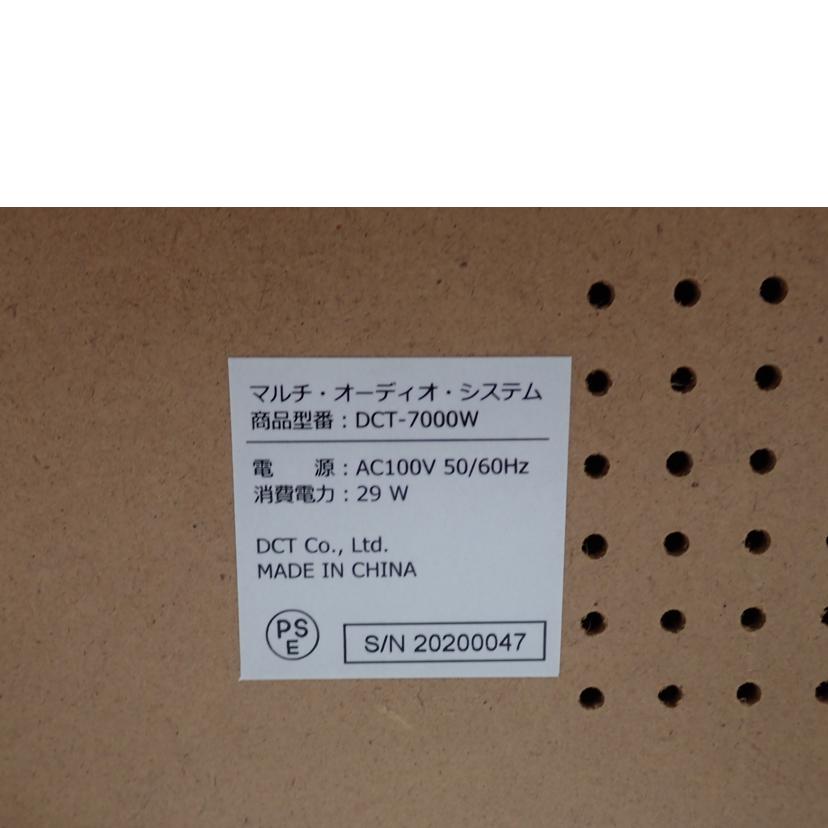 マルチ・オーディオ・システム
商品型番：DCT-7000W
電　　源：AC100V 50/60Hz
消費電力：29 W
DCT Co., Ltd.
MADE IN CHINA
PS
E
S/N 20200047